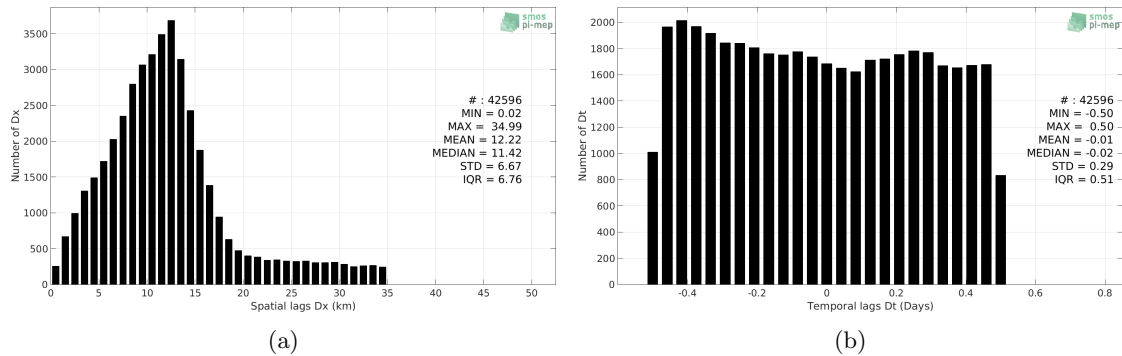 3500
3000
2500
2000
1500
1000
500
0
Number of Dx
0 5 10 15 20 25 30 35 40 45 50
Spatial lags Dx (km)
smos
pi-mep
# : 42596
MIN = 0.02
MAX = 34.99
MEAN = 12.22
MEDIAN = 11.42
STD = 6.67
IQR = 6.76
(a)
2000
1800
1600
1400
1200
1000
800
600
400
200
0
Number of Dt
-0.4 -0.2 0 0.2 0.4 0.6 0.8
Temporal lags Dt (Days)
smos
pi-mep
# : 42596
MIN = -0.50
MAX = 0.50
MEAN = -0.01
MEDIAN = -0.02
STD = 0.29
IQR = 0.51
(b)